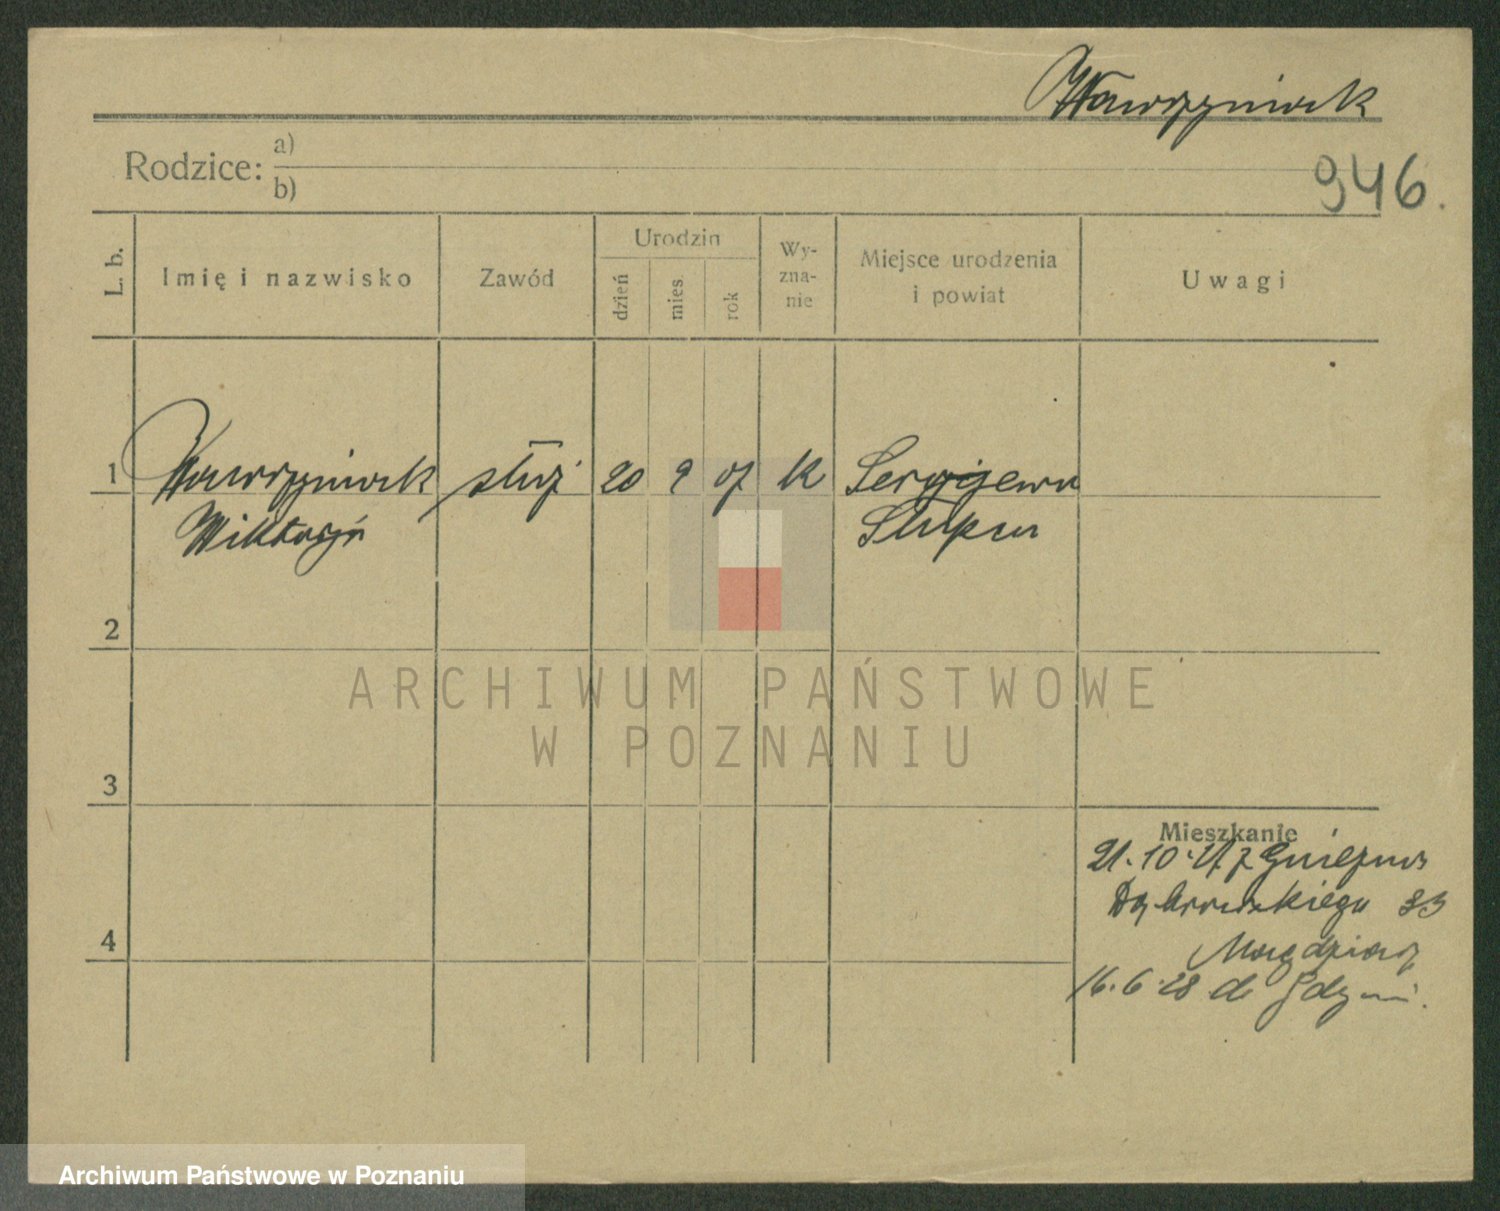 Wawrzyniak
Rodzice: a)
b)
946.
L. b.
Imię i nazwisko
Zawód
Urodzin
dzień
mies.
rok
Wy-
zna-
nie
Miejsce urodzenia
i powiat
Uwagi
1 Wawrzyniak służ 20 9 07 k
Wiktorja Słupca
2
3
4
Mieszkanie
21.10.27 z Gniezna
Dąbrowskiego 33
16.6.28 do Gdyni.
ARCHIWUM PAŃSTWOWE
W POZNANIU
Archiwum Państwowe w Poznaniu